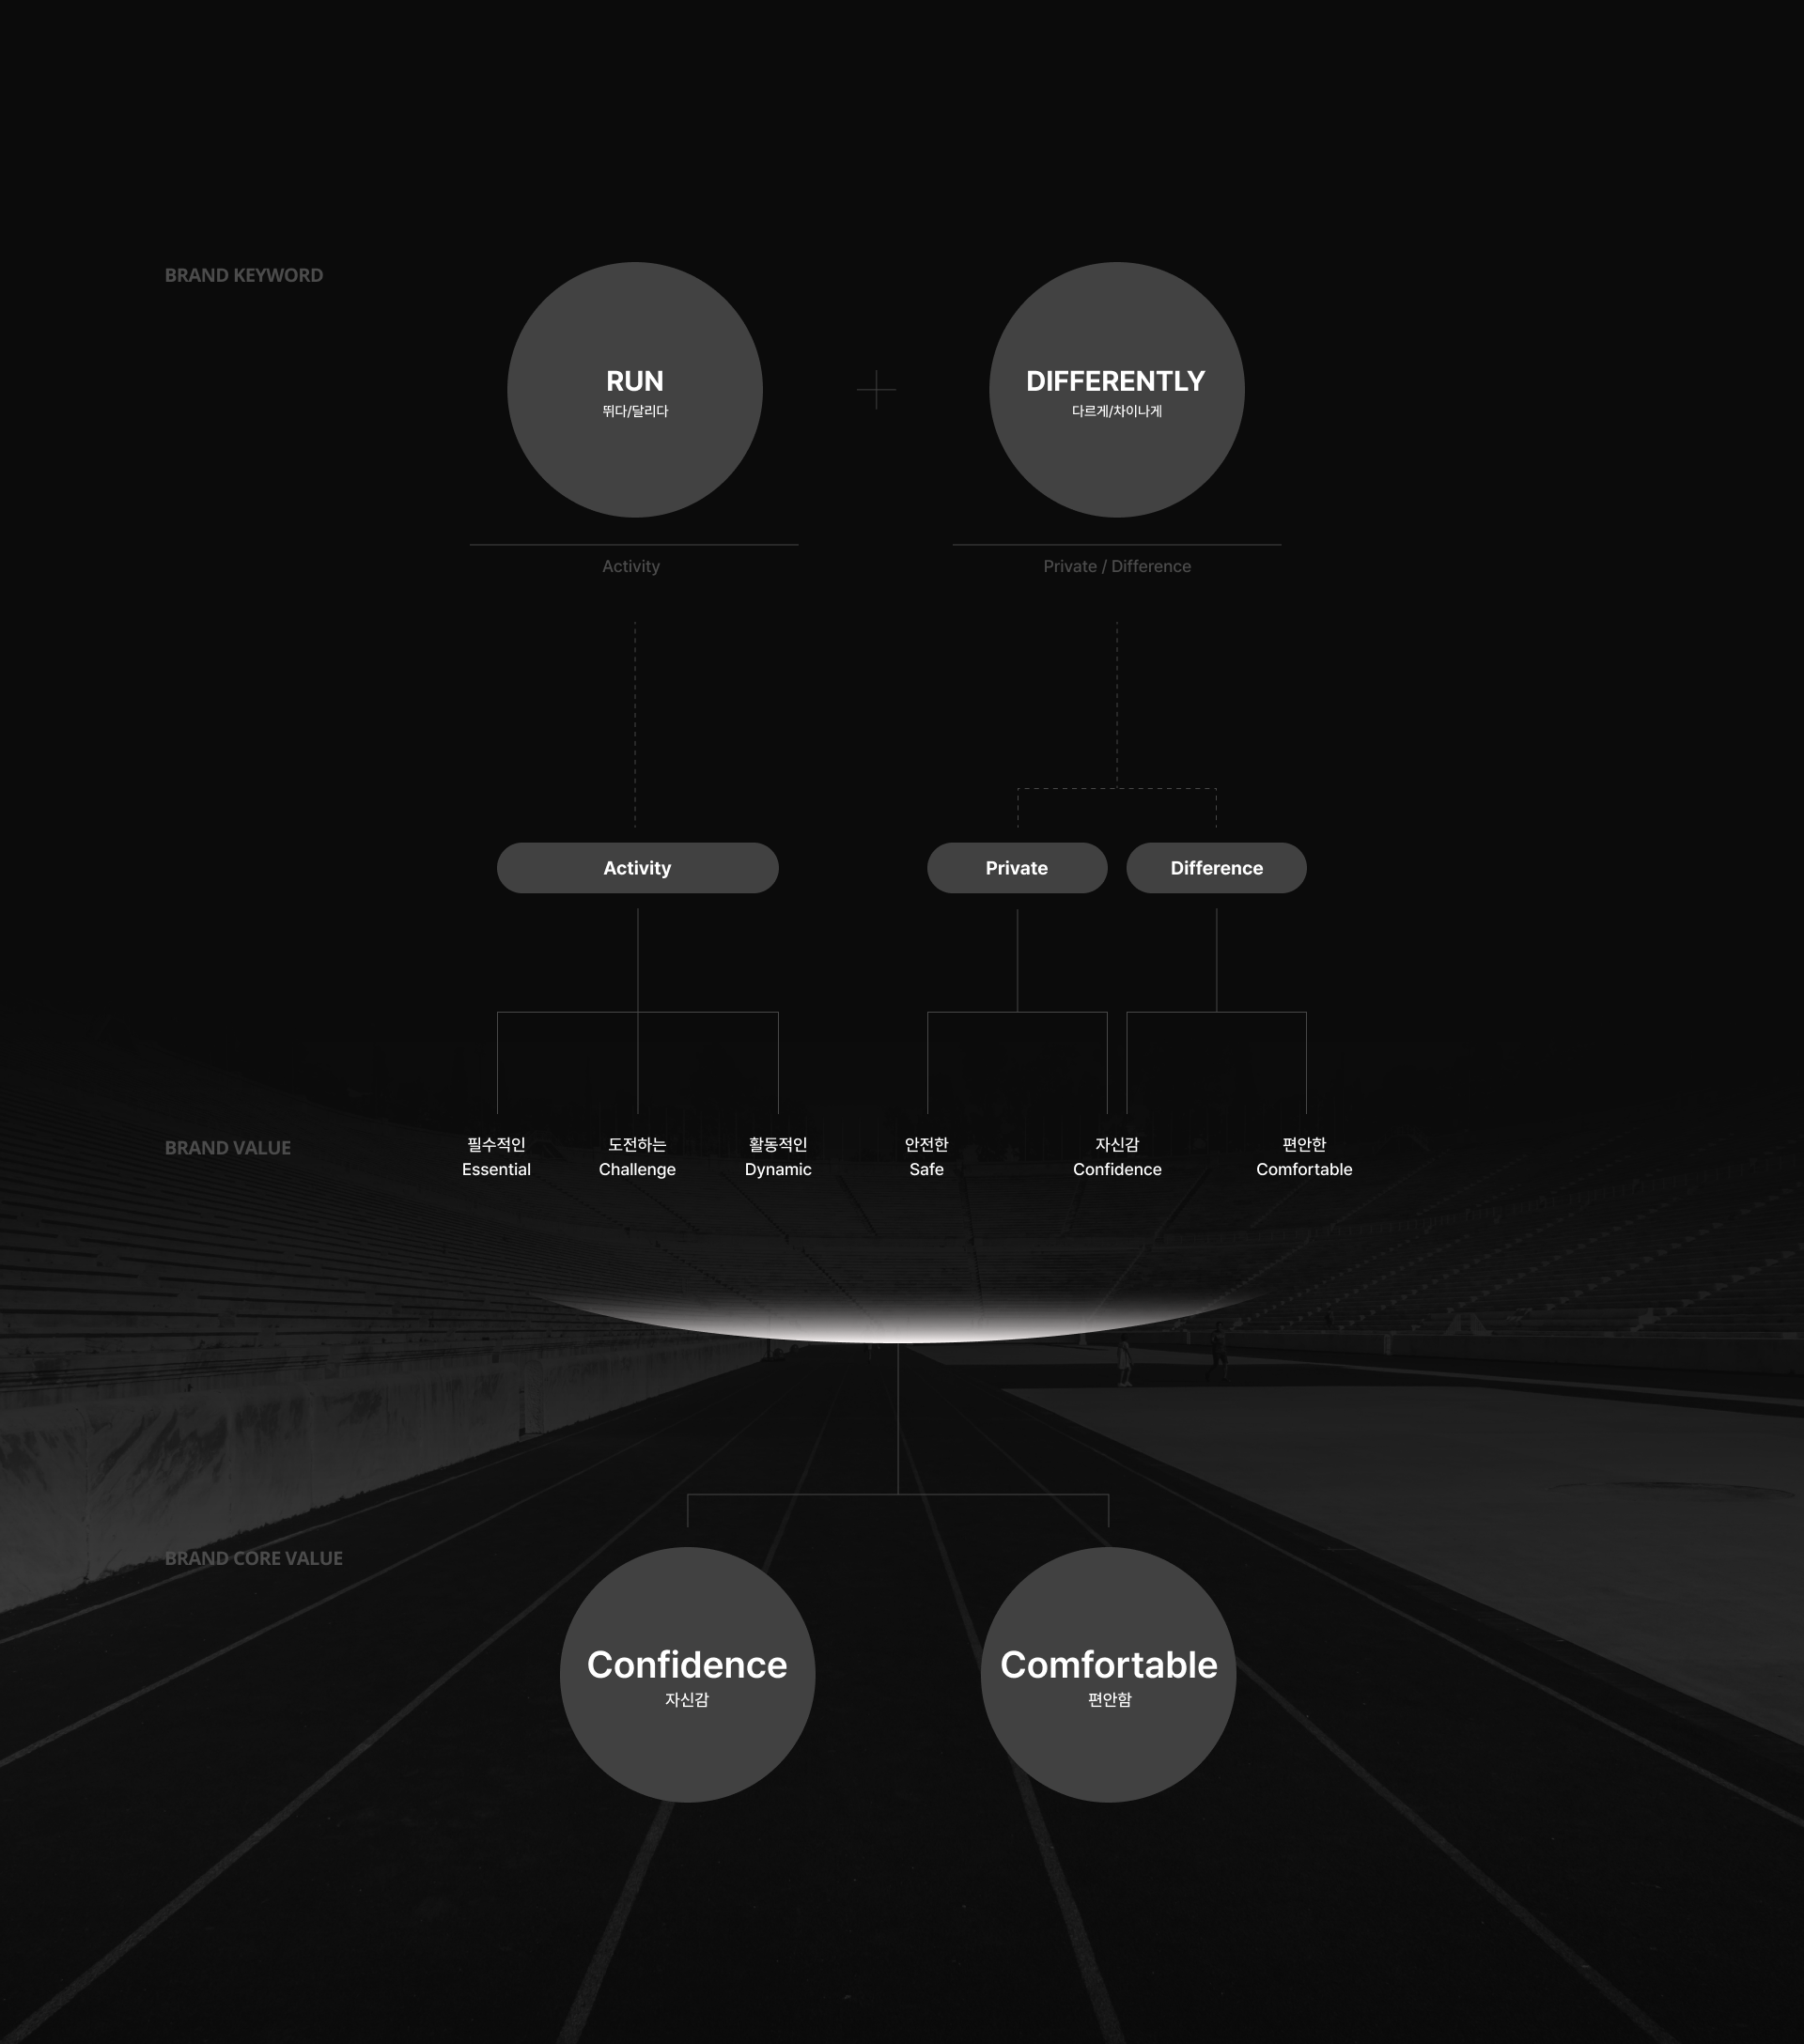 BRAND KEYWORD
RUN
뛰다/달리다
DIFFERENTLY
다르게/차이나게
Activity
Private / Difference
Activity
Private
Difference
BRAND VALUE
필수적인
Essential
도전하는
Challenge
활동적인
Dynamic
안전한
Safe
자신감
Confidence
편안함
Comfortable
BRAND CORE VALUE
Confidence
자신감
Comfortable
편안함